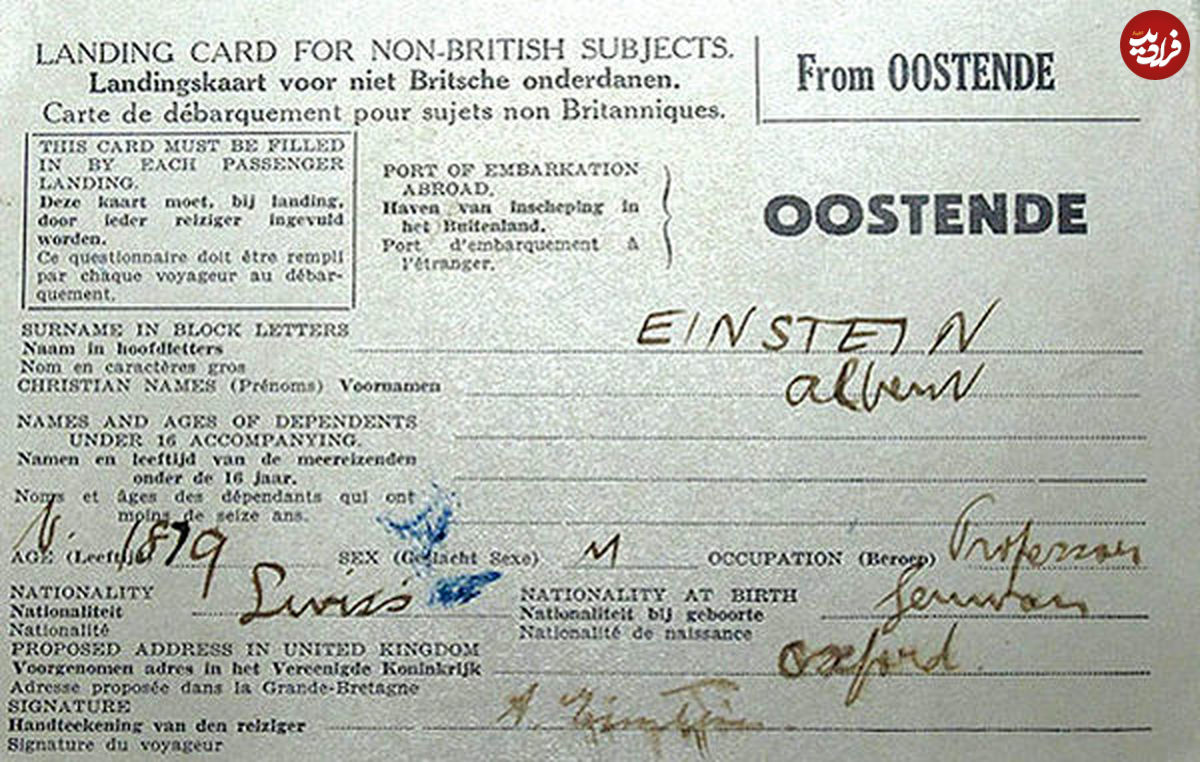 LANDING CARD FOR NON-BRITISH SUBJECTS.
Landingskaart voor niet Britsche onderdanen.
Carte de débarquement pour sujets non Britanniques.
From OOSTENDE
فرادید
THIS CARD MUST BE FILLED
IN BY EACH PASSENGER
LANDING.
Deze kaart moet, bij landing,
door ieder reiziger ingevuld
worden.
Ce questionnaire doit être rempli
par chaque voyageur au débar-
quement.
PORT OF EMBARKATION
ABROAD.
Haven van inscheping in
het Buitenland.
Port d'embarquement à
l'étranger.
OOSTENDE
SURNAME IN BLOCK LETTERS
Naam in hoofdletters
Nom en caractères gros
EINSTEIN
CHRISTIAN NAMES (Prénoms) Voornamen
Albert
NAMES AND AGES OF DEPENDENTS
UNDER 16 ACCOMPANYING.
Namen en leeftijd van de meereizenden
onder de 16 jaar.
Noms et âges des dépendants qui ont
moins de seize ans.
AGE (Leeftijd) 1879 SEX (Geslacht Sexe) M OCCUPATION (Beroep) Professor
NATIONALITY
Nationaliteit
Nationalité
Swiss
NATIONALITY AT BIRTH
Nationaliteit bij geboorte
Nationalité de naissance
German
PROPOSED ADDRESS IN UNITED KINGDOM
Voorgenomen adres in het Vereenigde Koninkrijk
Adresse proposée dans la Grande-Bretagne
Oxford.
SIGNATURE
Handteekening van den reiziger
Signature du voyageur
A. Einstein